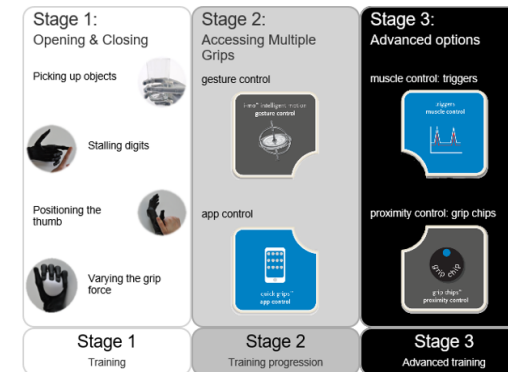 Stage 1:
Opening & Closing
Picking up objects
Stalling digits
Positioning the
thumb
Varying the grip
force
Stage 1
Training
Stage 2:
Accessing Multiple
Grips
gesture control
gesture control
app control
quick grips™
app control
Stage 2
Training progression
Stage 3:
Advanced options
muscle control: triggers
triggers
muscle control
proximity control: grip chips
grip chip
grip chips™
proximity control
Stage 3
Advanced training